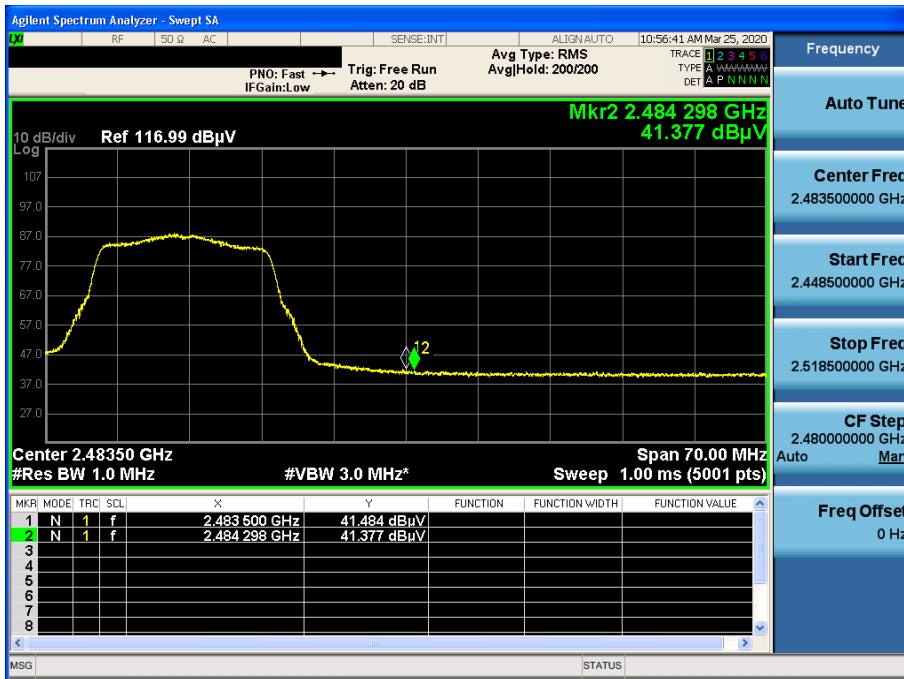 Agilent Spectrum Analyzer - Swept SA
LXI RF 50 Ω AC SENSE:INT ALIGN AUTO 10:56:41 AM Mar 25, 2020
PNO: Fast Trig: Free Run Avg Type: RMS TRACE 1 2 3 4 5 6
IFGain:Low Atten: 20 dB Avg|Hold: 200/200 TYPE A WWWWW
DET A P N N N N
Mkr2 2.484 298 GHz
41.377 dBµV
10 dB/div Ref 116.99 dBµV
Log
107
97.0
87.0
77.0
67.0
57.0
47.0
37.0
27.0
12
Center 2.48350 GHz Span 70.00 MHz
#Res BW 1.0 MHz #VBW 3.0 MHz* Sweep 1.00 ms (5001 pts)
MKR MODE TRC SCL X Y FUNCTION FUNCTION WIDTH FUNCTION VALUE
1 N 1 f 2.483 500 GHz 41.484 dBµV
2 N 1 f 2.484 298 GHz 41.377 dBµV
3
4
5
6
7
8
MSG STATUS
Frequency
Auto Tune
Center Freq
2.483500000 GHz
Start Freq
2.448500000 GHz
Stop Freq
2.518500000 GHz
CF Step
2.480000000 GHz
Auto Man
Freq Offset
0 Hz